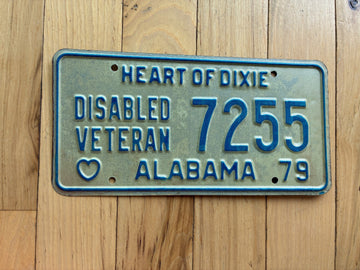 HEART OF DIXIE
DISABLED VETERAN 7255
ALABAMA 79